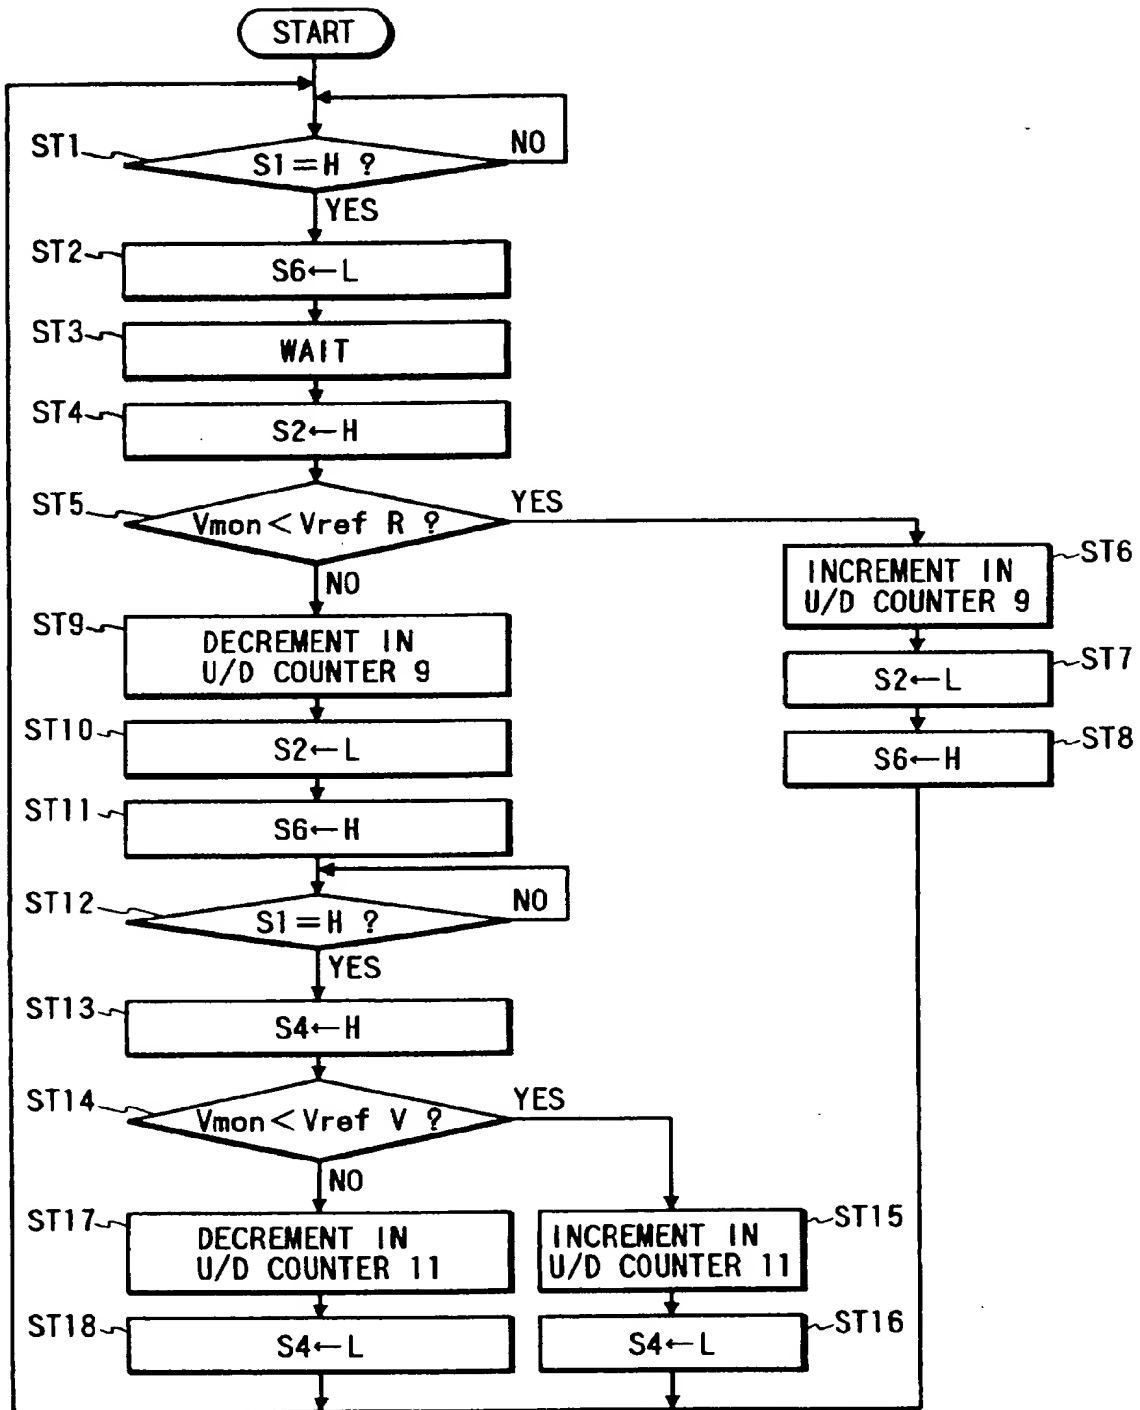 START
ST1
S1=H ?
NO
YES
ST2
S6←L
ST3
WAIT
ST4
S2←H
ST5
Vmon<Vref R ?
YES
NO
ST6
INCREMENT IN
U/D COUNTER 9
ST7
S2←L
ST8
S6←H
ST9
DECREMENT IN
U/D COUNTER 9
ST10
S2←L
ST11
S6←H
ST12
S1=H ?
NO
YES
ST13
S4←H
ST14
Vmon<Vref V ?
YES
NO
ST17
DECREMENT IN
U/D COUNTER 11
ST15
INCREMENT IN
U/D COUNTER 11
ST18
S4←L
ST16
S4←L